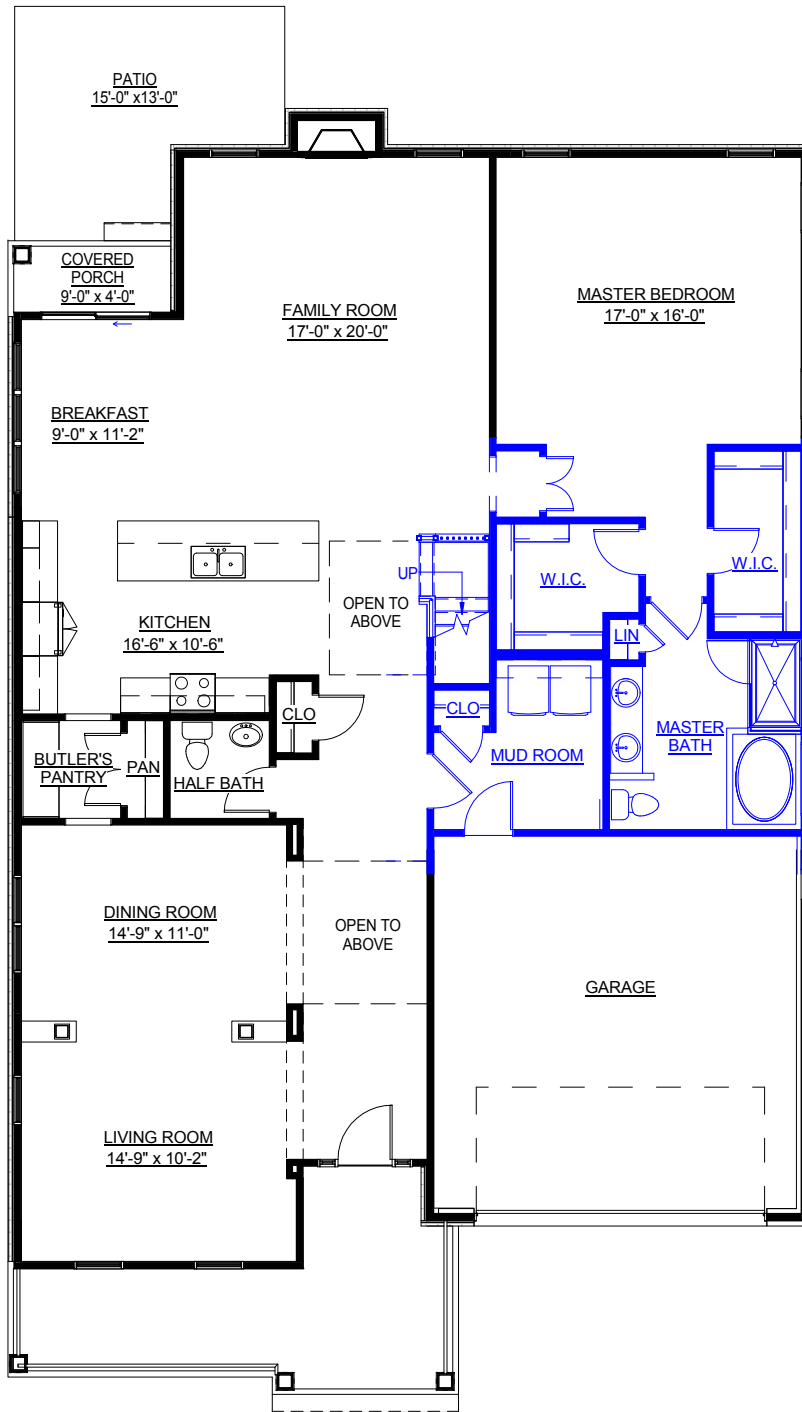 PATIO
15'-0" x13'-0"
COVERED
PORCH
9'-0" x 4'-0"
FAMILY ROOM
17'-0" x 20'-0"
MASTER BEDROOM
17'-0" x 16'-0"
BREAKFAST
9'-0" x 11'-2"
UP
W.I.C.
W.I.C.
OPEN TO
ABOVE
KITCHEN
16'-6" x 10'-6"
LIN
CLO
CLO
MASTER
BATH
MUD ROOM
BUTLER'S
PANTRY
PAN
HALF BATH
DINING ROOM
14'-9" x 11'-0"
OPEN TO
ABOVE
GARAGE
LIVING ROOM
14'-9" x 10'-2"